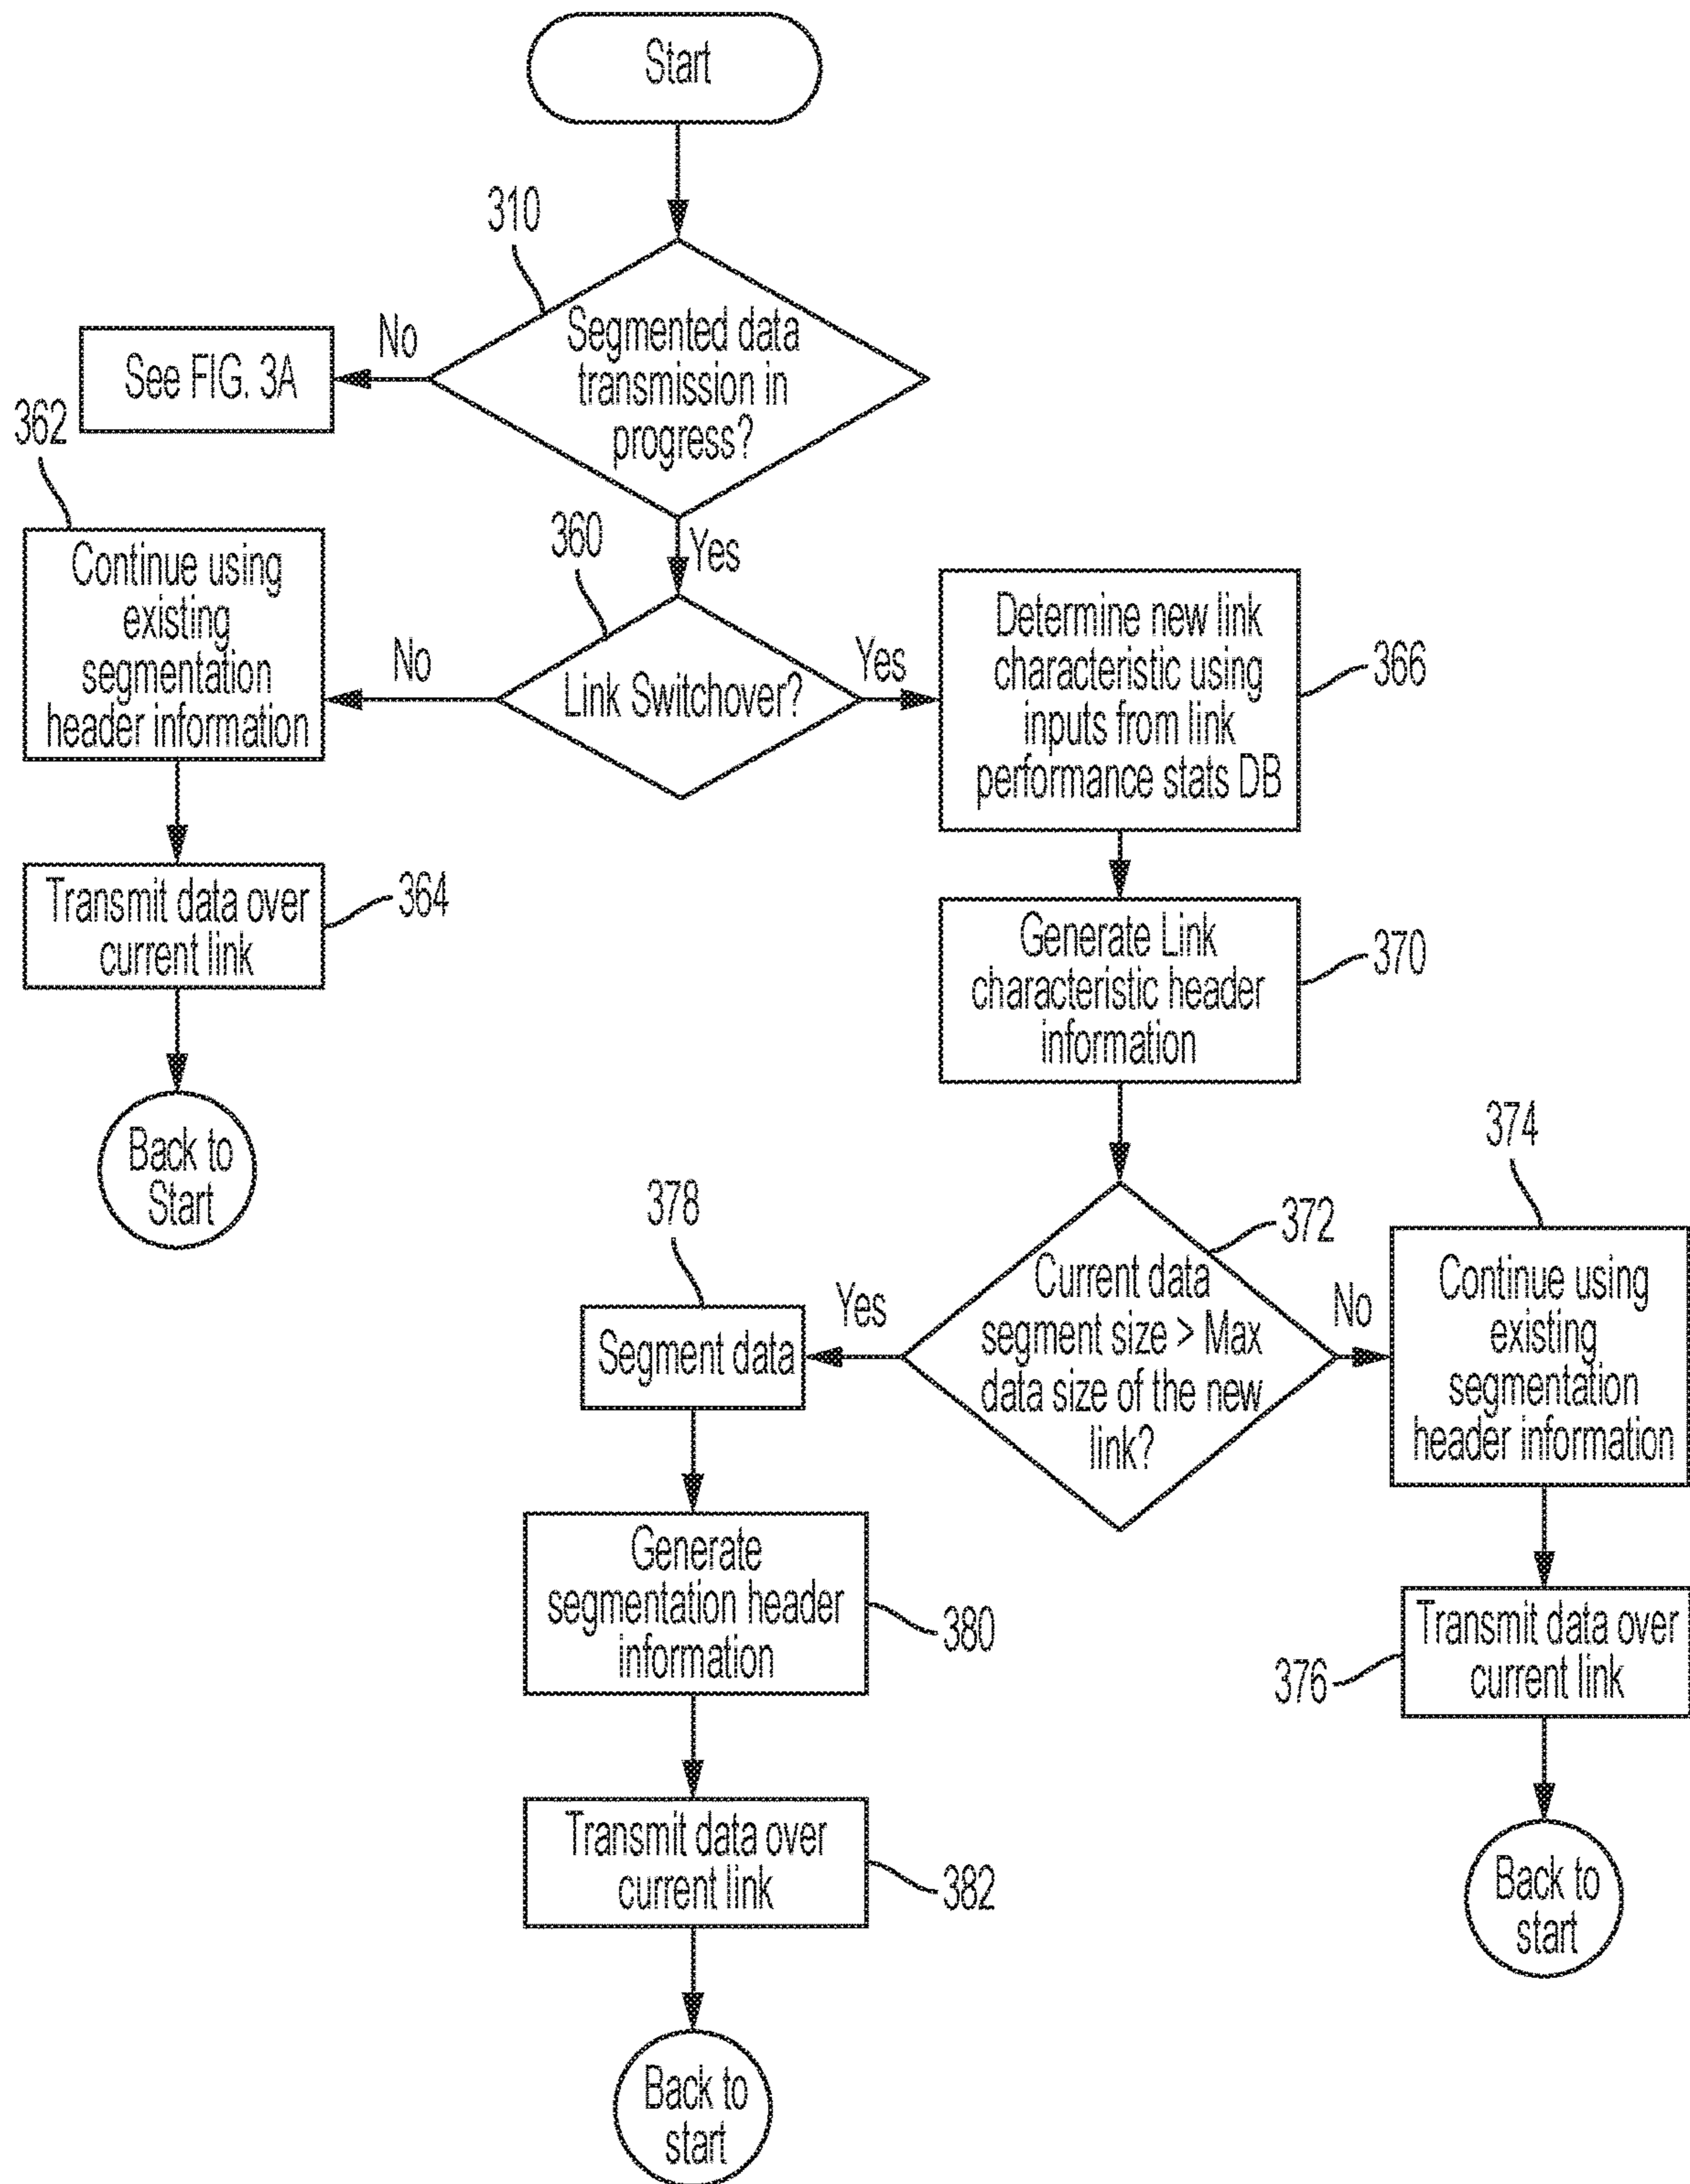 Start
310
Segmented data
transmission in
progress?
No
See FIG. 3A
Yes
360
Link Switchover?
No
362
Continue using
existing
segmentation
header information
Transmit data over
current link
364
Back to
Start
Yes
Determine new link
characteristic using
inputs from link
performance stats DB
366
Generate Link
characteristic header
information
370
372
Current data
segment size > Max
data size of the new
link?
Yes
378
Segment data
Generate
segmentation header
information
380
Transmit data over
current link
382
Back to
start
No
374
Continue using
existing
segmentation
header information
Transmit data over
current link
376
Back to
start